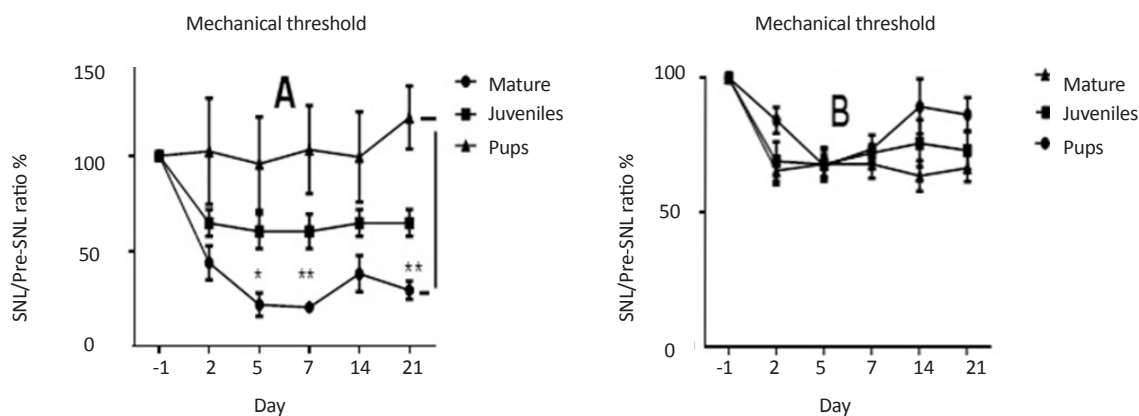 Mechanical threshold
150
100
50
0
SNL/Pre-SNL ratio %
A
* ** **
-1 2 5 7 14 21
Day
Mature
Juveniles
Pups
Mechanical threshold
100
50
0
SNL/Pre-SNL ratio %
B
-1 2 5 7 14 21
Day
Mature
Juveniles
Pups